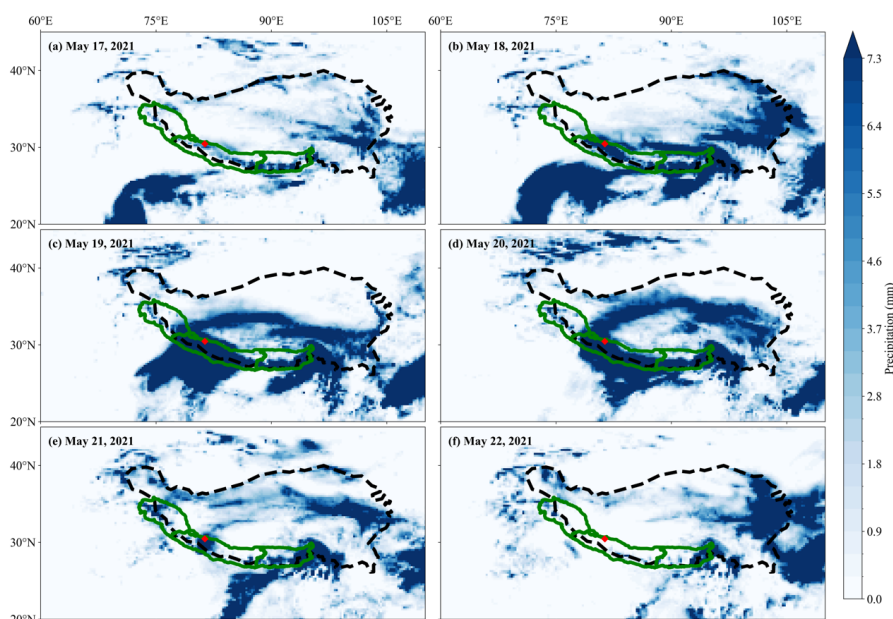 60°E 75°E 90°E 105°E 60°E 75°E 90°E 105°E
(a) May 17, 2021 (b) May 18, 2021
40°N
30°N
20°N
(c) May 19, 2021 (d) May 20, 2021
40°N
30°N
20°N
(e) May 21, 2021 (f) May 22, 2021
40°N
30°N
20°N
7.3
6.4
5.5
4.6
3.7
2.8
1.8
0.9
0.0
Precipitation (mm)